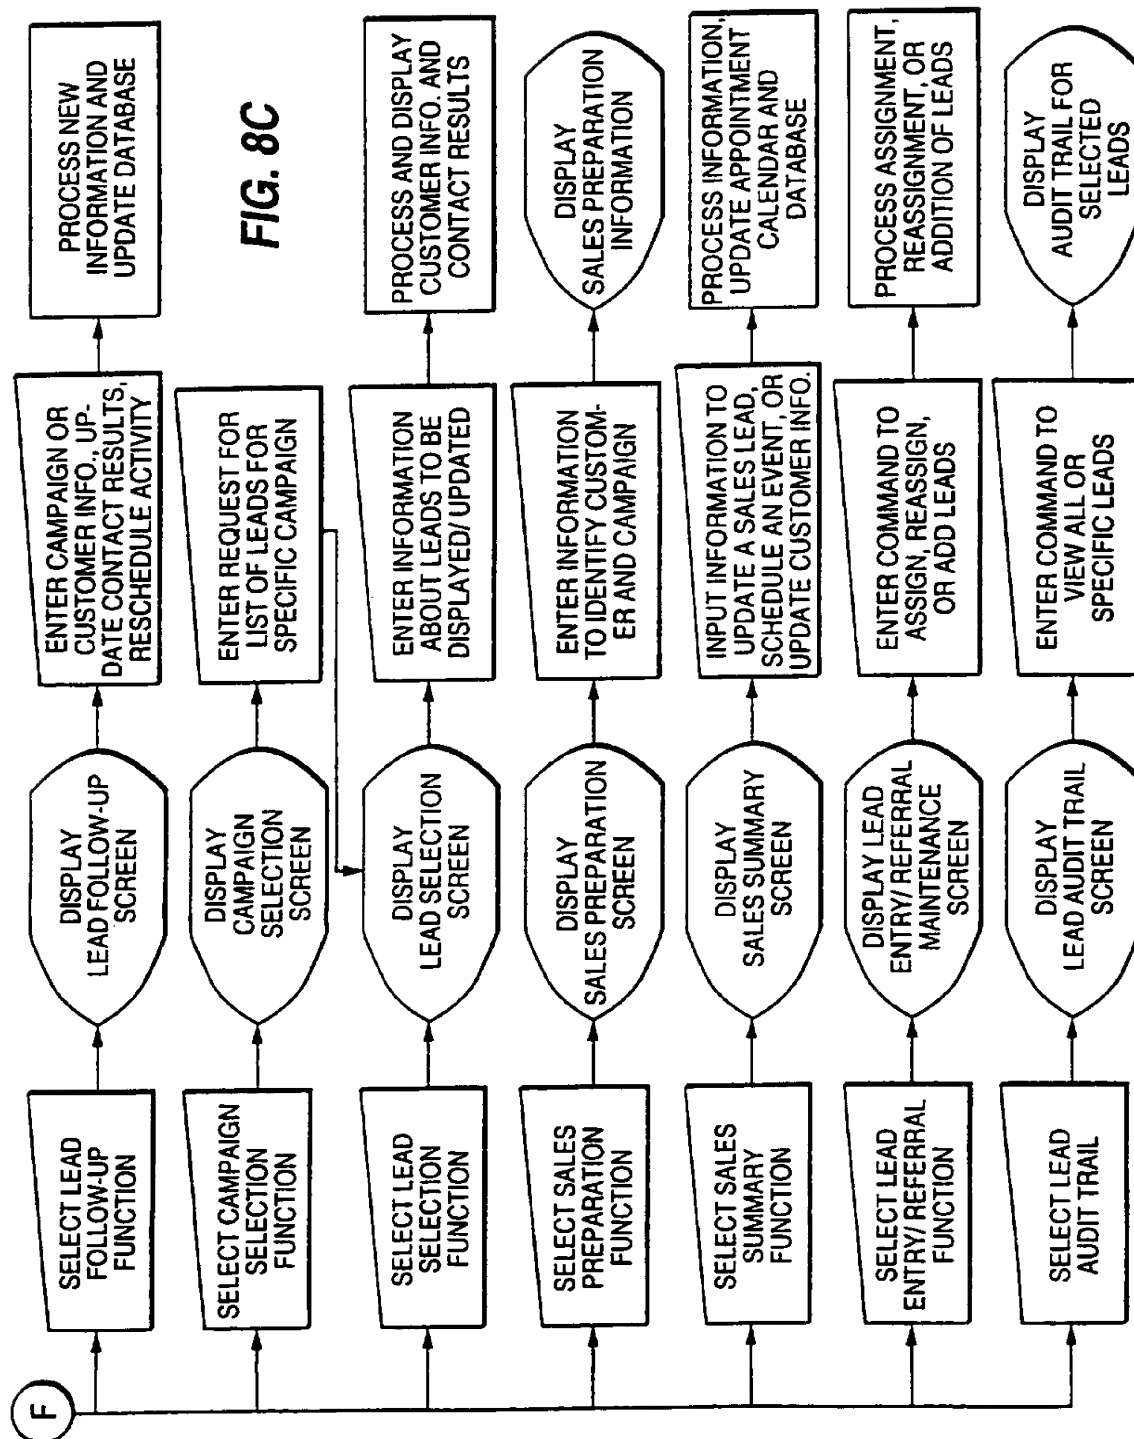 F
SELECT LEAD
FOLLOW-UP
FUNCTION
DISPLAY
LEAD FOLLOW-UP
SCREEN
ENTER CAMPAIGN OR
CUSTOMER INFO., UP-
DATE CONTACT RESULTS,
RESCHEDULE ACTIVITY
PROCESS NEW
INFORMATION AND
UPDATE DATABASE
SELECT CAMPAIGN
SELECTION
FUNCTION
DISPLAY
CAMPAIGN
SELECTION
SCREEN
ENTER REQUEST FOR
LIST OF LEADS FOR
SPECIFIC CAMPAIGN
FIG. 8C
SELECT LEAD
SELECTION
FUNCTION
DISPLAY
LEAD SELECTION
SCREEN
ENTER INFORMATION
ABOUT LEADS TO BE
DISPLAYED/ UPDATED
PROCESS AND DISPLAY
CUSTOMER INFO. AND
CONTACT RESULTS
SELECT SALES
PREPARATION
FUNCTION
DISPLAY
SALES PREPARATION
SCREEN
ENTER INFORMATION
TO IDENTIFY CUSTOM-
ER AND CAMPAIGN
DISPLAY
SALES PREPARATION
INFORMATION
SELECT SALES
SUMMARY
FUNCTION
DISPLAY
SALES SUMMARY
SCREEN
INPUT INFORMATION TO
UPDATE A SALES LEAD,
SCHEDULE AN EVENT, OR
UPDATE CUSTOMER INFO.
PROCESS INFORMATION,
UPDATE APPOINTMENT
CALENDAR AND
DATABASE
SELECT LEAD
ENTRY/ REFERRAL
FUNCTION
DISPLAY LEAD
ENTRY/ REFERRAL
MAINTENANCE
SCREEN
ENTER COMMAND TO
ASSIGN, REASSIGN,
OR ADD LEADS
PROCESS ASSIGNMENT,
REASSIGNMENT, OR
ADDITION OF LEADS
SELECT LEAD
AUDIT TRAIL
DISPLAY
LEAD AUDIT TRAIL
SCREEN
ENTER COMMAND TO
VIEW ALL OR
SPECIFIC LEADS
DISPLAY
AUDIT TRAIL FOR
SELECTED
LEADS